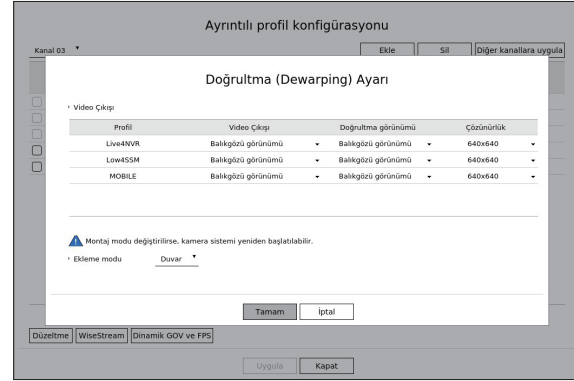 Ayrıntılı profil konfigürasyonu
Kanal 03
Ekle Sil Diğer kanallara uygula
Doğrultma (Dewarping) Ayarı
Video Çıkışı
Profil Video Çıkışı Doğrultma görünümü Çözünürlük
Live4NVR Balıkgözü görünümü Balıkgözü görünümü 640x640
Low4SSM Balıkgözü görünümü Balıkgözü görünümü 640x640
MOBILE Balıkgözü görünümü Balıkgözü görünümü 640x640
Montaj modu değiştirilirse, kamera sistemi yeniden başlatılabilir.
Ekleme modu Duvar
Tamam İptal
Düzeltme WiseStream Dinamik GOV ve FPS
Uygula Kapat